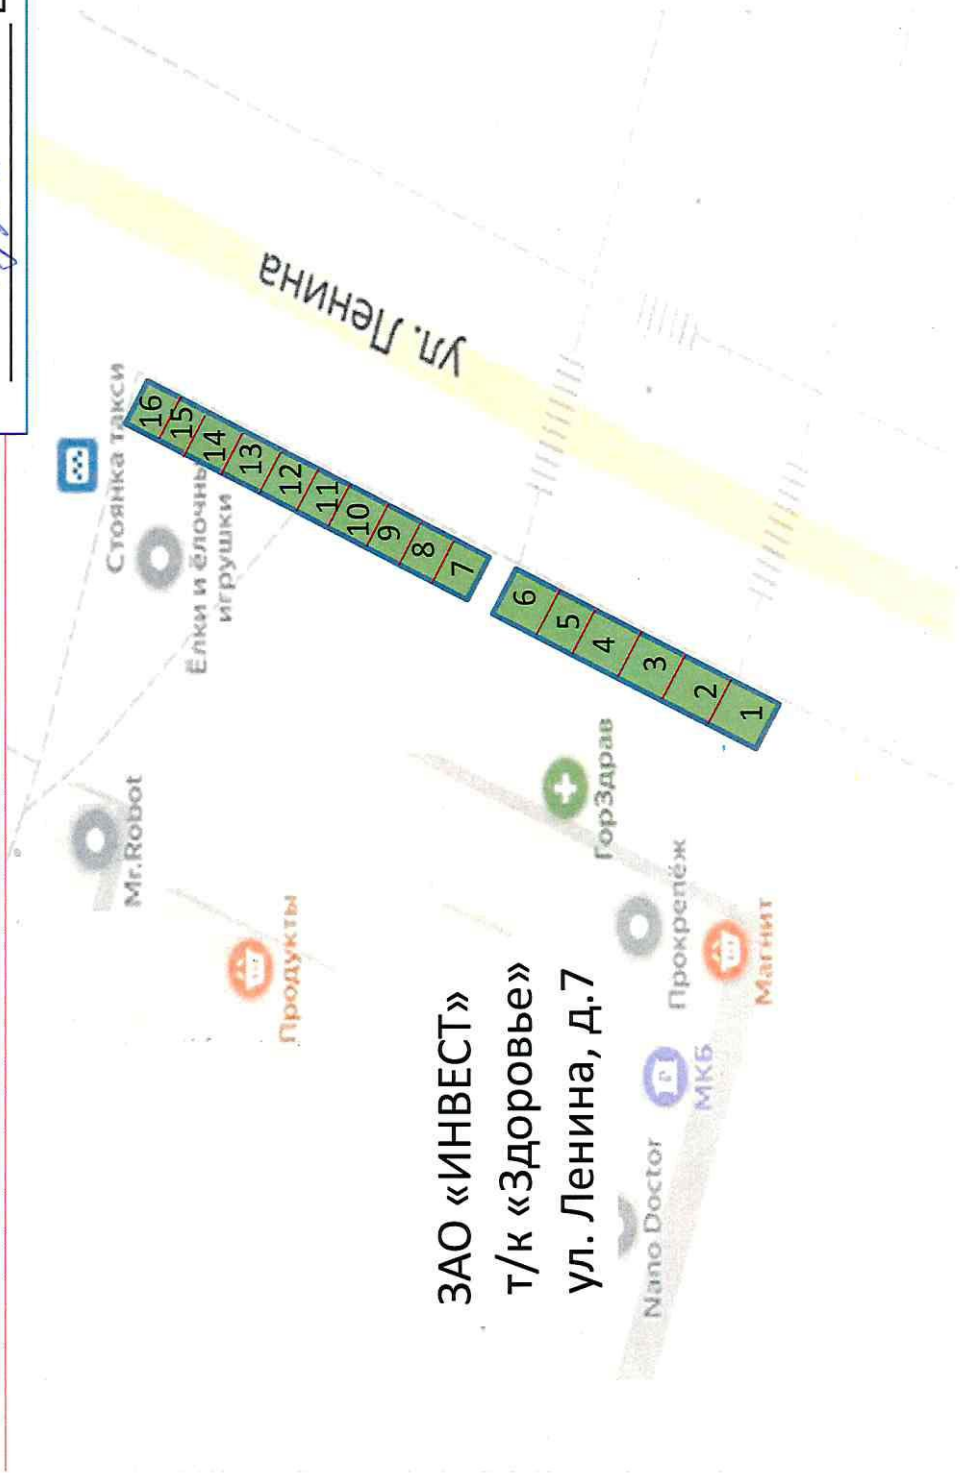 Стоянка такси
Ёлки и ёлочны
игрушки
Mr.Robot
Продукты
ул. Ленина
16
15
14
13
12
11
10
9
8
7
6
5
4
3
2
1
ГорЗдрав
Прокрепёж
Магнит
МКБ
Nano Doctor
ЗАО «ИНВЕСТ»
т/к «Здоровье»
ул. Ленина, д.7